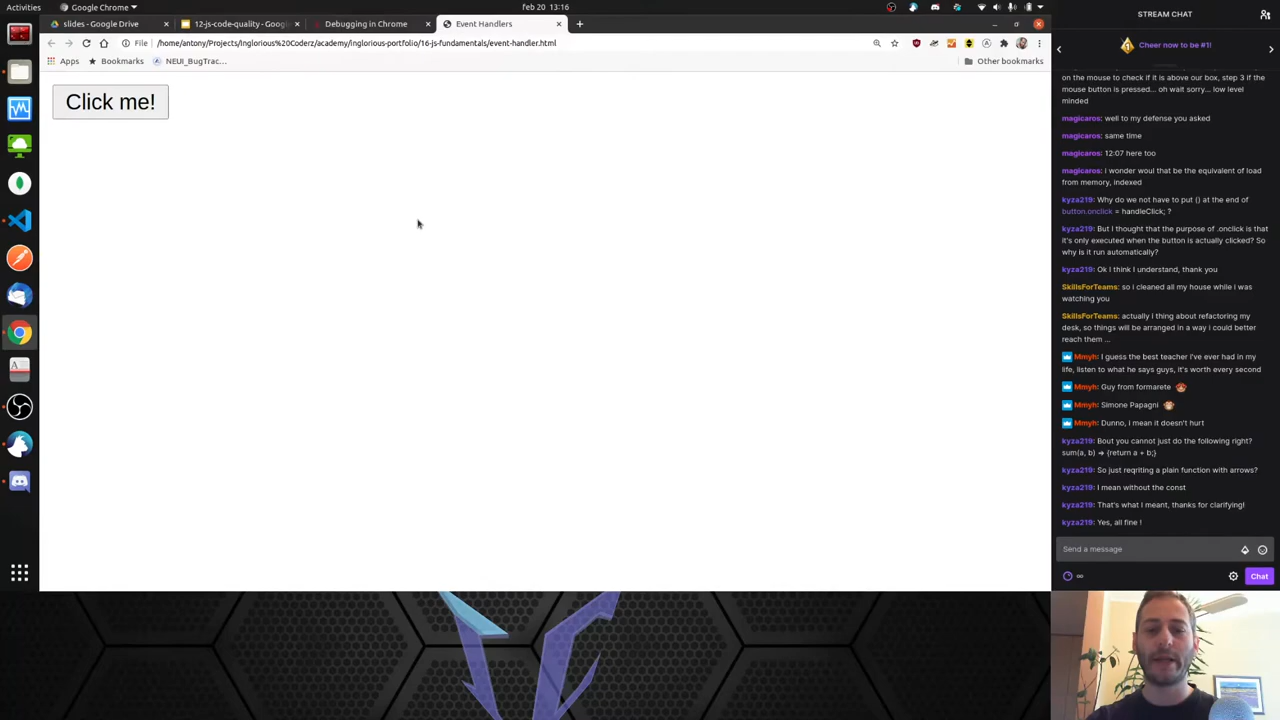 Activities
Google Chrome
feb 20 13:16
STREAM CHAT
slides - Google Drive
12-js-code-quality - Google
Debugging in Chrome
Event Handlers
File
/home/antony/Projects/Inglorious%20Coderz/academy/inglorious-portfolio/16-js-fundamentals/event-handler.html
Apps
Bookmarks
NEUI_BugTrac...
Other bookmarks
Click me!
Cheer now to be #1!
on the mouse to check if it is above our box, step 3 if the
mouse button is pressed... oh wait sorry... low level
minded
magicaros: well to my defense you asked
magicaros: same time
magicaros: 12:07 here too
magicaros: i wonder woul that be the equivalent of load
from memory, indexed
kyza219: Why do we not have to put () at the end of
button.onclick = handleClick; ?
kyza219: But I thought that the purpose of .onclick is that
it's only executed when the button is actually clicked? So
why is it run automatically?
kyza219: Ok i think I understand, thank you
SkillsForTeams: so i cleaned all my house while i was
watching you
SkillsForTeams: actually I thing about refactoring my
desk, so things will be arranged in a way i could better
reach them ...
Mmyh: I guess the best teacher I've ever had in my
life, listen to what he says guys, it's worth every second
Mmyh: Guy from formarete
Mmyh: Simone Papagni
Mmyh: Dunno, i mean it doesn't hurt
kyza219: Bout you cannot just do the following right?
sum(a, b) => {return a + b;}
kyza219: So just reqriting a plain function with arrows?
kyza219: I mean without the const
kyza219: That's what I meant, thanks for clarifying!
kyza219: Yes, all fine !
Send a message
Chat